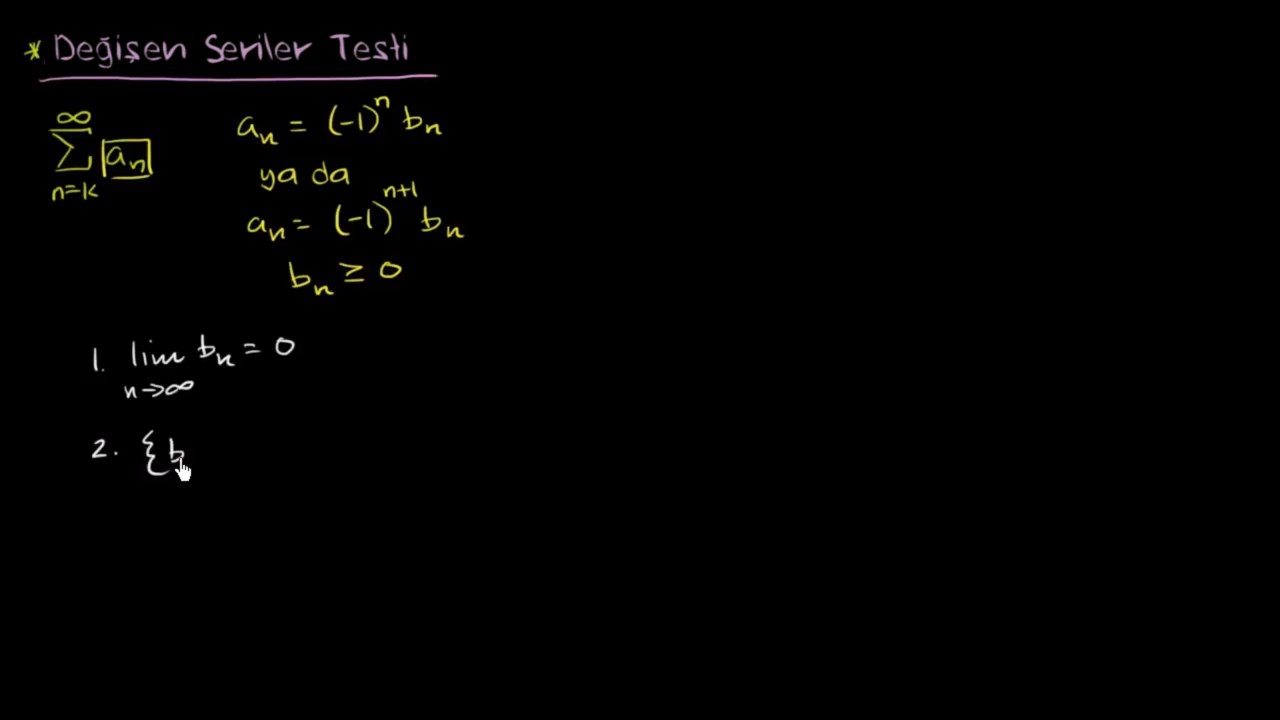 * Değişen Seriler Testi
∞
∑ aₙ
n=k
aₙ = (-1)ⁿ bₙ
ya da
aₙ = (-1)ⁿ⁺¹ bₙ
bₙ ≥ 0
1. lim bₙ = 0
n→∞
2. {b